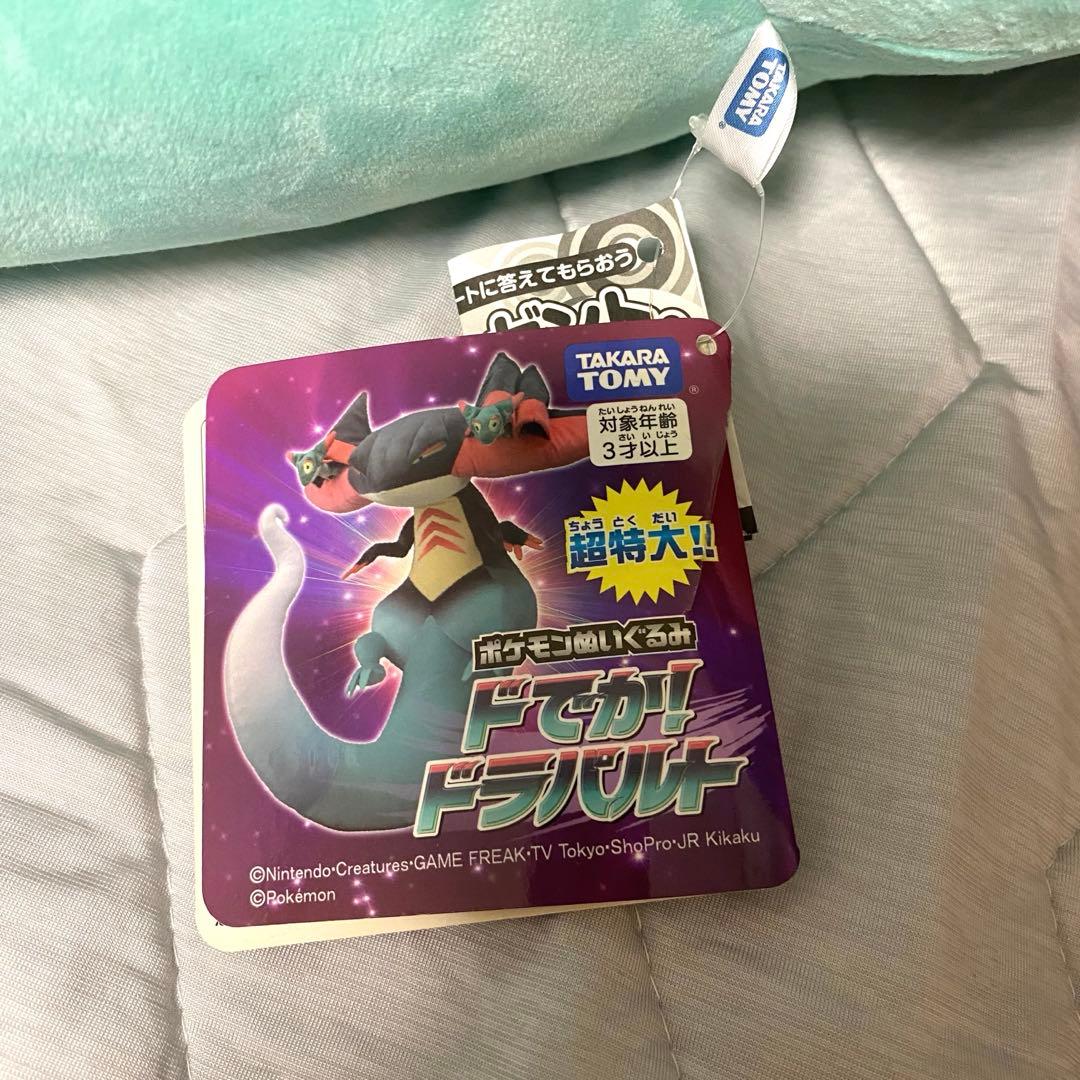 TAKARA
TOMY
ートに答えてもらおう
TAKARA
TOMY
®
たいしょうねんれい
対象年齢
さいいじょう
3才以上
ちょうとくだい
超特大!!
ポケモンぬいぐるみ
ドでか!
ドラパルト
©Nintendo・Creatures・GAME FREAK・TV Tokyo・ShoPro・JR Kikaku
©Pokémon